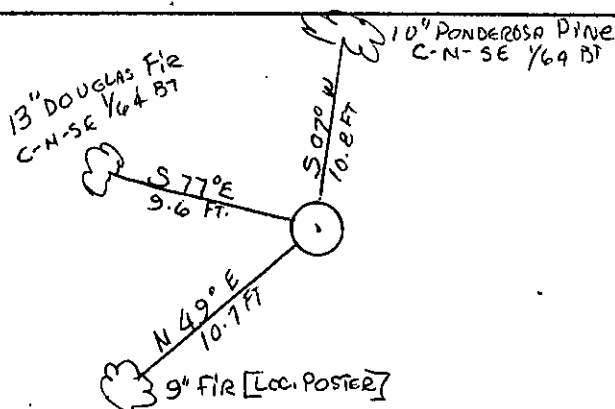 10" PONDEROSA PINE
C-N-SE 1/64 BT
13" DOUGLAS FIR
C-N-SE 1/64 BT
S 07° W
10.8 FT
S 77° E
9.6 FT.
N 49° E
10.7 FT
9" FIR [LOC. POSTER]